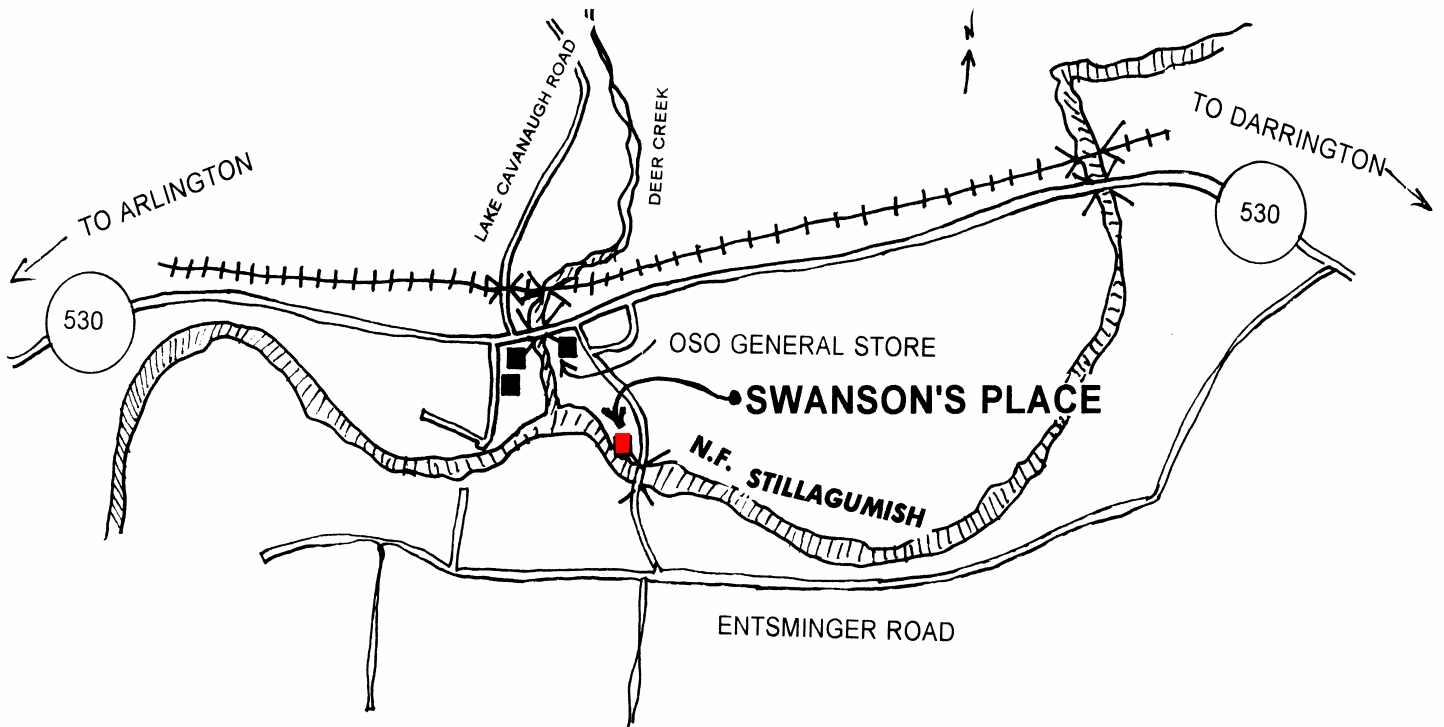 N
LAKE CAVANAUGH ROAD
DEER CREEK
TO DARRINGTON
TO ARLINGTON
530
530
OSO GENERAL STORE
SWANSON'S PLACE
N.F. STILLAGUMISH
ENTSMINGER ROAD